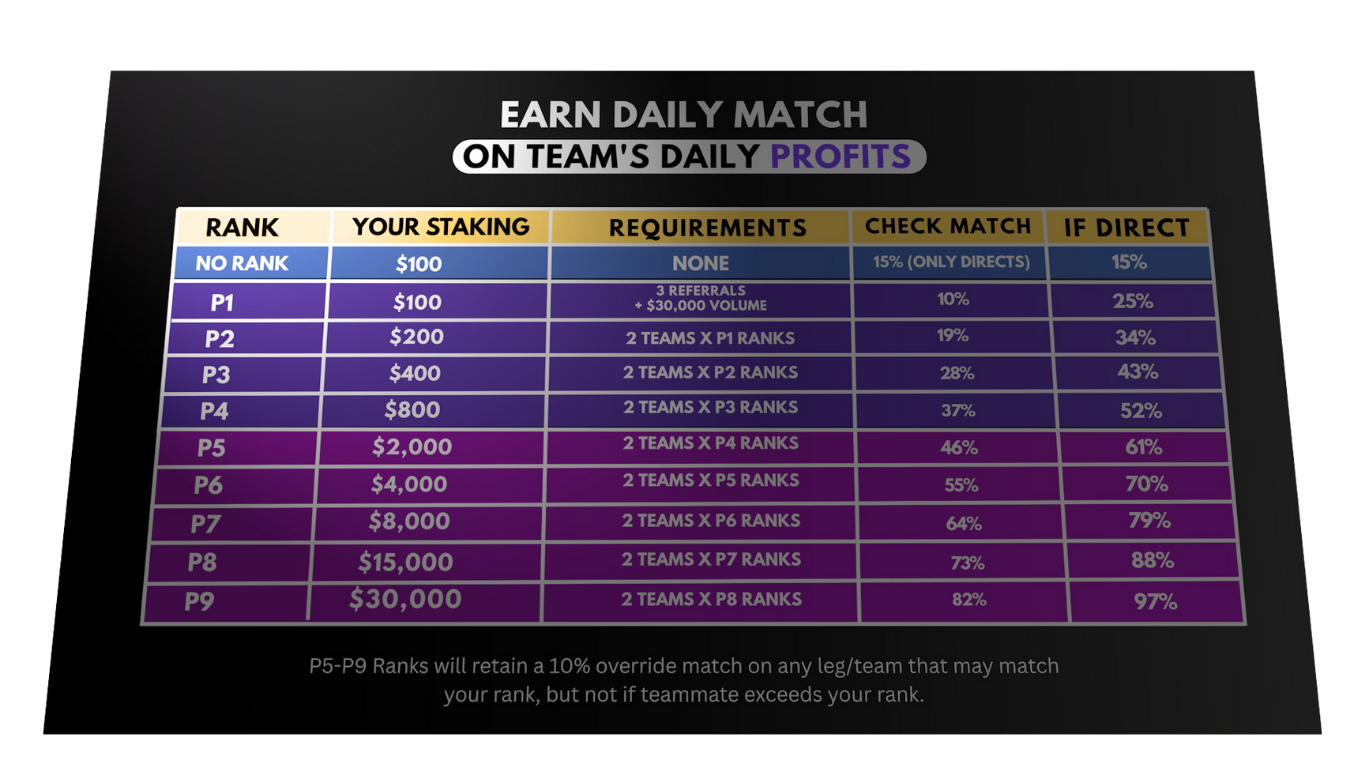 EARN DAILY MATCH
ON TEAM'S DAILY PROFITS
RANK YOUR STAKING REQUIREMENTS CHECK MATCH IF DIRECT
NO RANK $100 NONE 15% (ONLY DIRECTS) 15%
P1 $100 3 REFERRALS
+ $30,000 VOLUME 10% 25%
P2 $200 2 TEAMS X P1 RANKS 19% 34%
P3 $400 2 TEAMS X P2 RANKS 28% 43%
P4 $800 2 TEAMS X P3 RANKS 37% 52%
P5 $2,000 2 TEAMS X P4 RANKS 46% 61%
P6 $4,000 2 TEAMS X P5 RANKS 55% 70%
P7 $8,000 2 TEAMS X P6 RANKS 64% 79%
P8 $15,000 2 TEAMS X P7 RANKS 73% 88%
P9 $30,000 2 TEAMS X P8 RANKS 82% 97%
P5-P9 Ranks will retain a 10% override match on any leg/team that may match
your rank, but not if teammate exceeds your rank.